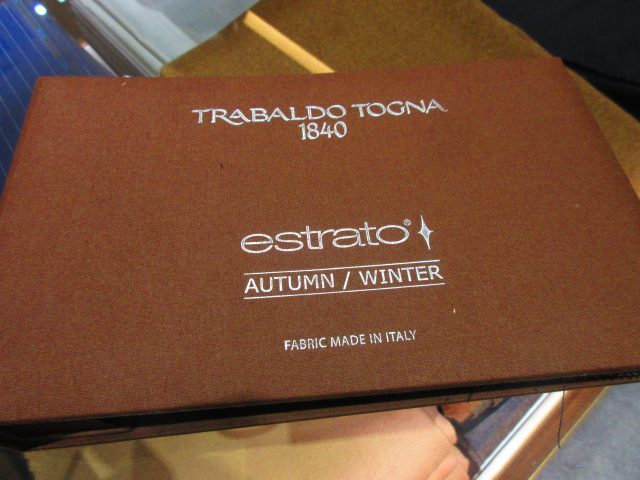 TRABALDO TOGNA
1840
estrato®
AUTUMN / WINTER
FABRIC MADE IN ITALY